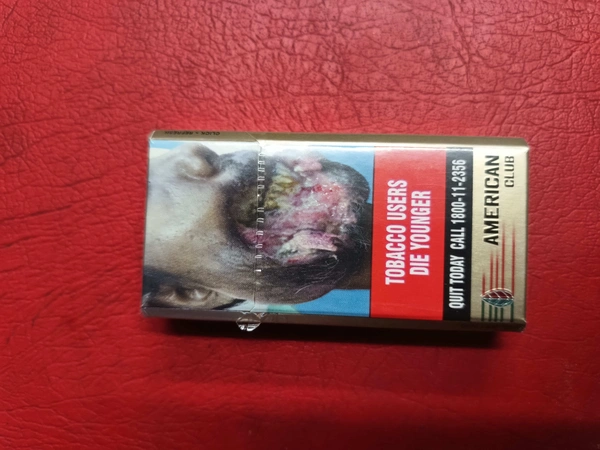 TOBACCO USERS
DIE YOUNGER
QUIT TODAY CALL 1800-11-2356
AMERICAN
CLUB